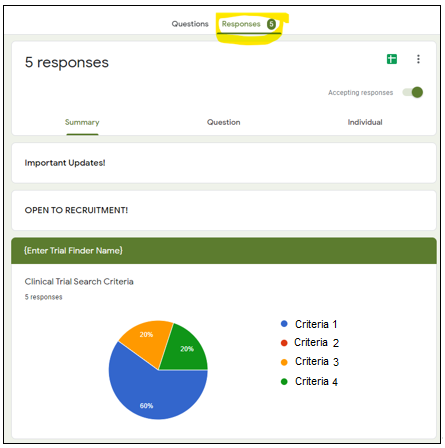 Questions Responses 5
5 responses
Accepting responses
Summary Question Individual
Important Updates!
OPEN TO RECRUITMENT!
{Enter Trial Finder Name}
Clinical Trial Search Criteria
5 responses
20%
20%
60%
Criteria 1
Criteria 2
Criteria 3
Criteria 4